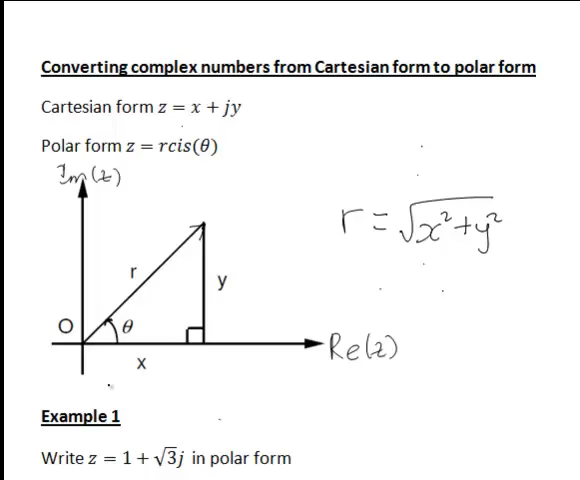 Converting complex numbers from Cartesian form to polar form
Cartesian form z = x + jy
Polar form z = rcis(θ)
Im(z)
r = √x²+y²
r
y
O
θ
Re(z)
x
Example 1
Write z = 1 + √3j in polar form